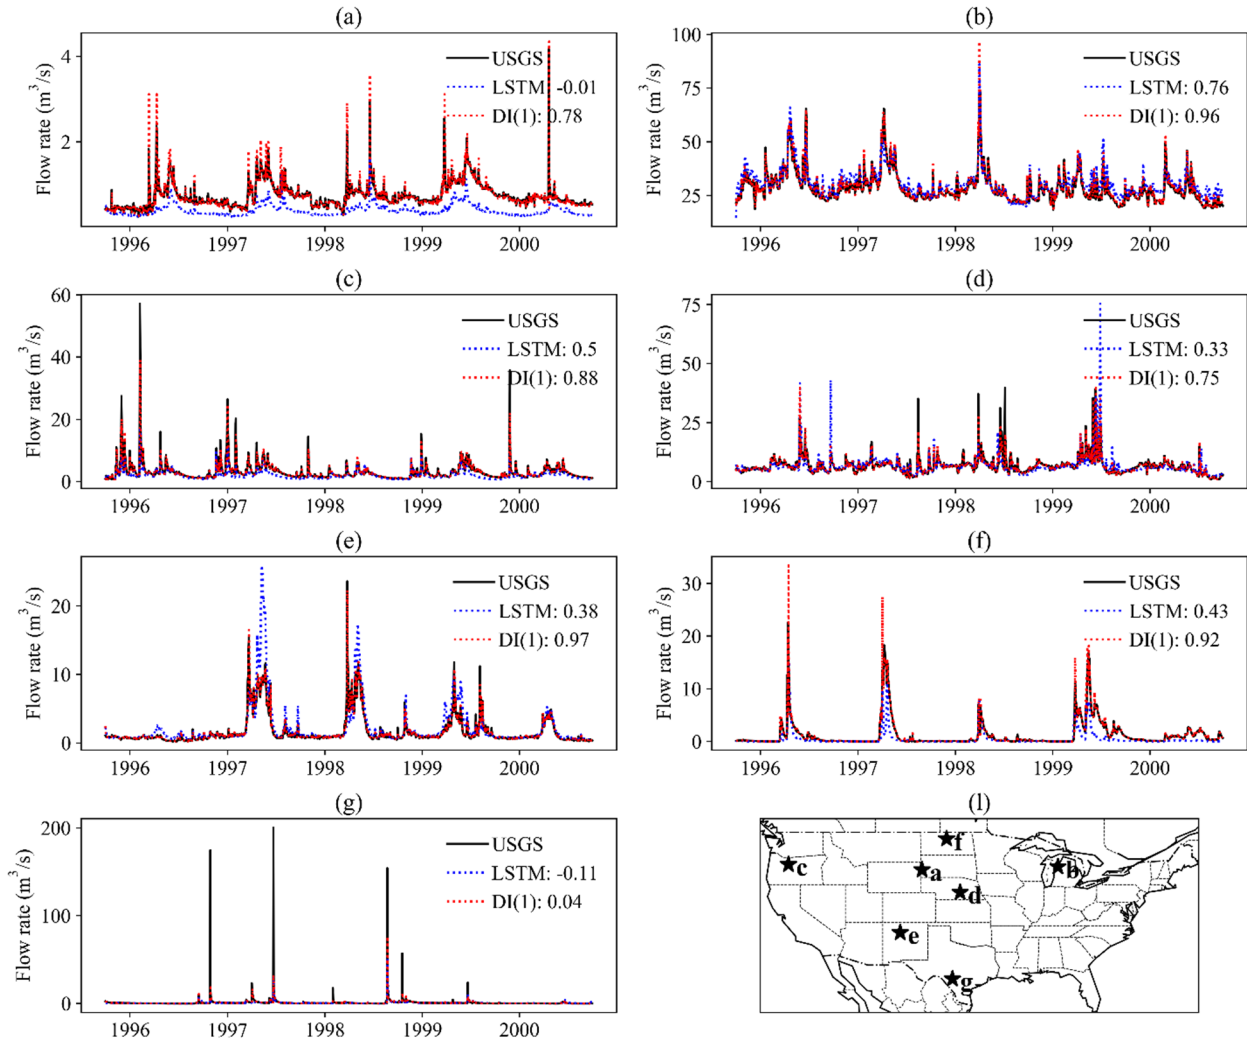 (a)
Flow rate (m³/s)
4
2
USGS
LSTM: -0.01
DI(1): 0.78
1996 1997 1998 1999 2000
(b)
Flow rate (m³/s)
100
75
50
25
USGS
LSTM: 0.76
DI(1): 0.96
1996 1997 1998 1999 2000
(c)
Flow rate (m³/s)
60
40
20
0
USGS
LSTM: 0.5
DI(1): 0.88
1996 1997 1998 1999 2000
(d)
Flow rate (m³/s)
75
50
25
0
USGS
LSTM: 0.33
DI(1): 0.75
1996 1997 1998 1999 2000
(e)
Flow rate (m³/s)
20
10
0
USGS
LSTM: 0.38
DI(1): 0.97
1996 1997 1998 1999 2000
(f)
Flow rate (m³/s)
30
20
10
0
USGS
LSTM: 0.43
DI(1): 0.92
1996 1997 1998 1999 2000
(g)
Flow rate (m³/s)
200
100
0
USGS
LSTM: -0.11
DI(1): 0.04
1996 1997 1998 1999 2000
(l)
f
c
a
b
d
e
g